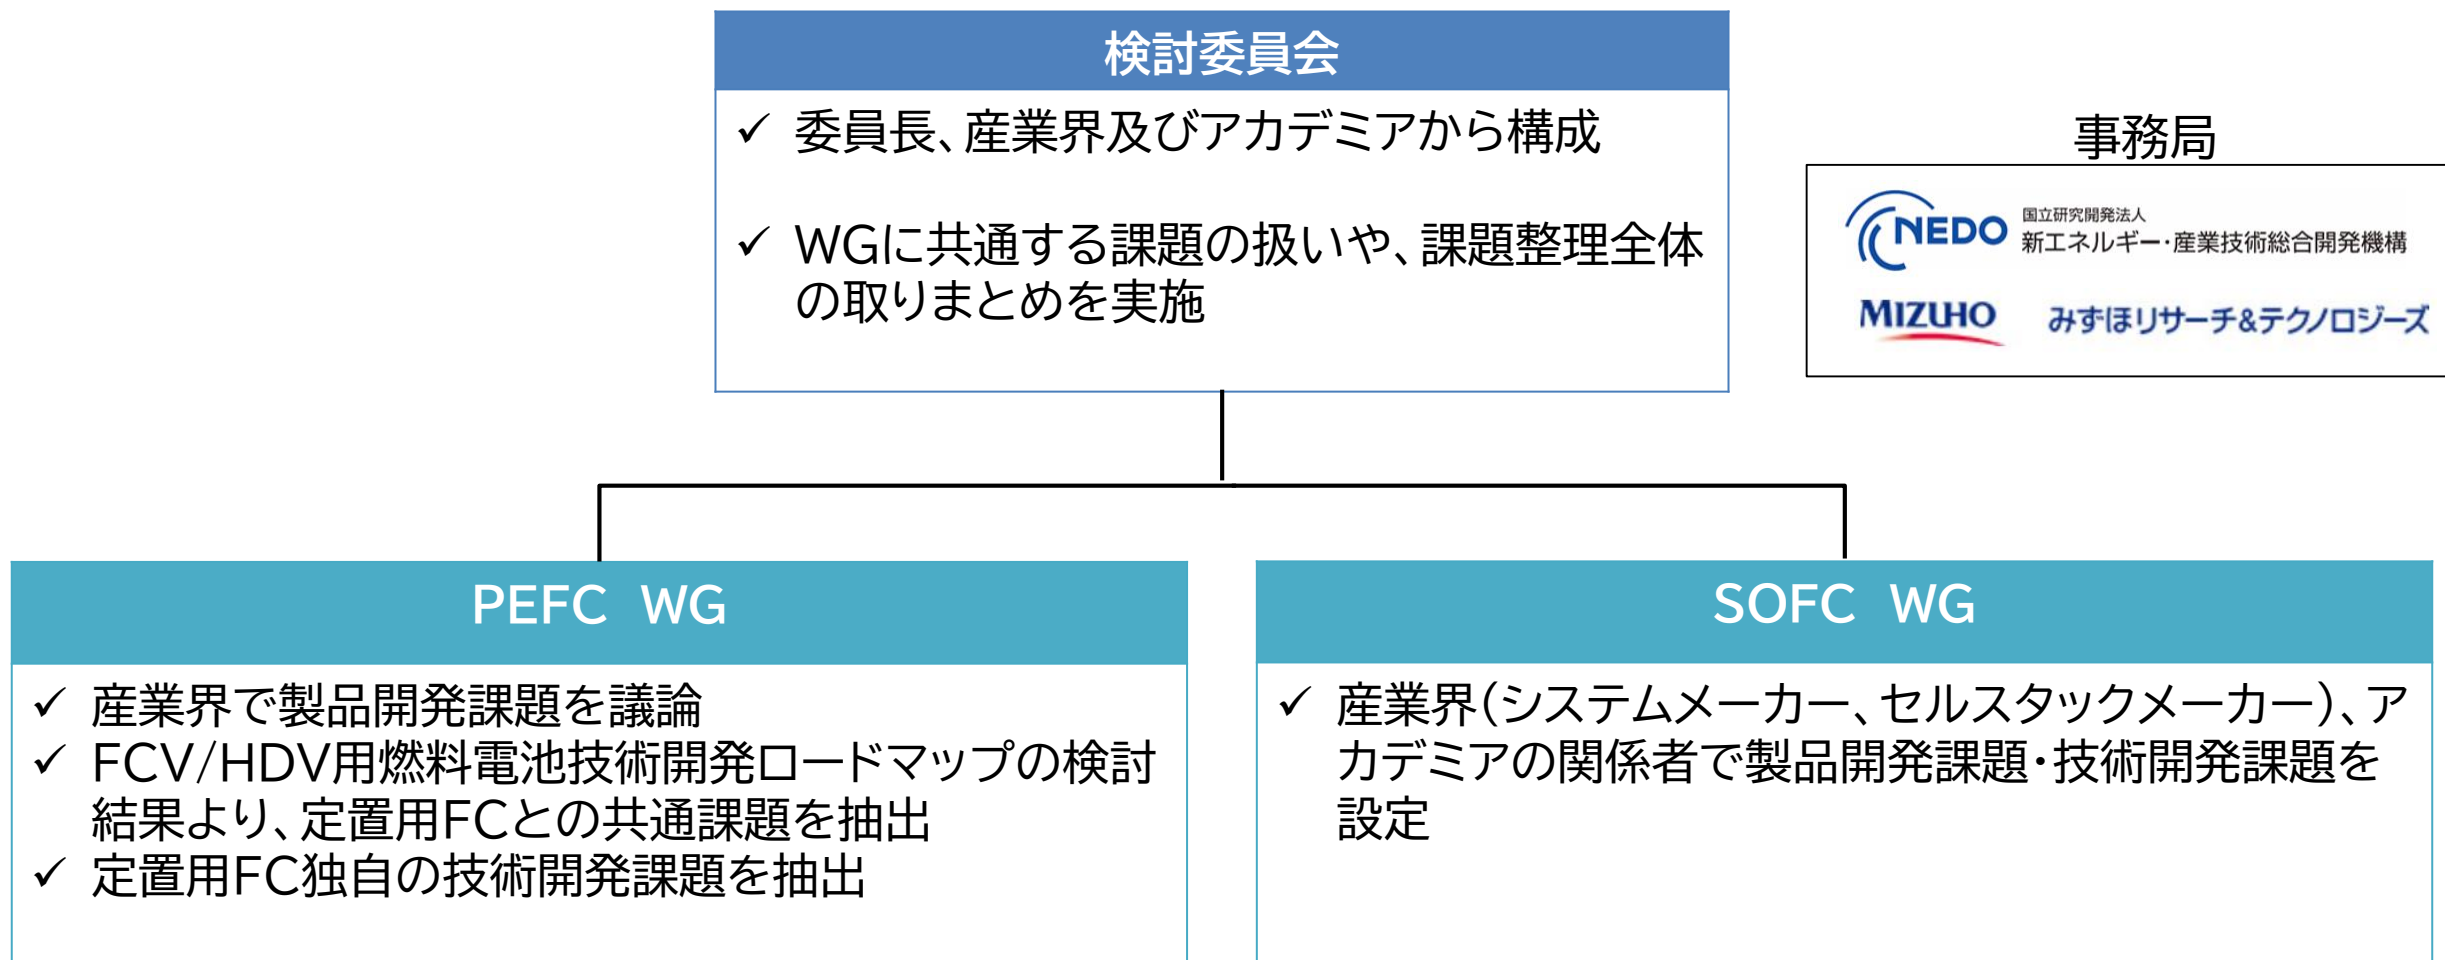 検討委員会
✓ 委員長、産業界及びアカデミアから構成
✓ WGに共通する課題の扱いや、課題整理全体
の取りまとめを実施
事務局
NEDO 国立研究開発法人
新エネルギー・産業技術総合開発機構
MIZUHO みずほリサーチ&テクノロジーズ
PEFC WG
✓ 産業界で製品開発課題を議論
✓ FCV/HDV用燃料電池技術開発ロードマップの検討
結果より、定置用FCとの共通課題を抽出
✓ 定置用FC独自の技術開発課題を抽出
SOFC WG
✓ 産業界(システムメーカー、セルスタックメーカー)、ア
カデミアの関係者で製品開発課題・技術開発課題を
設定